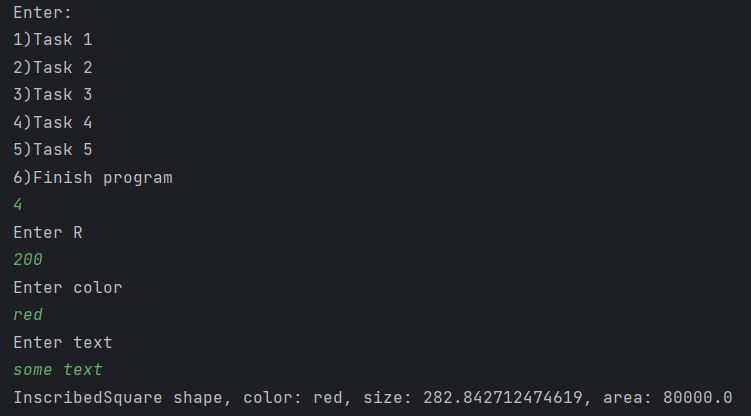 Enter:
1)Task 1
2)Task 2
3)Task 3
4)Task 4
5)Task 5
6)Finish program
4
Enter R
200
Enter color
red
Enter text
some text
InscribedSquare shape, color: red, size: 282.842712474619, area: 80000.0